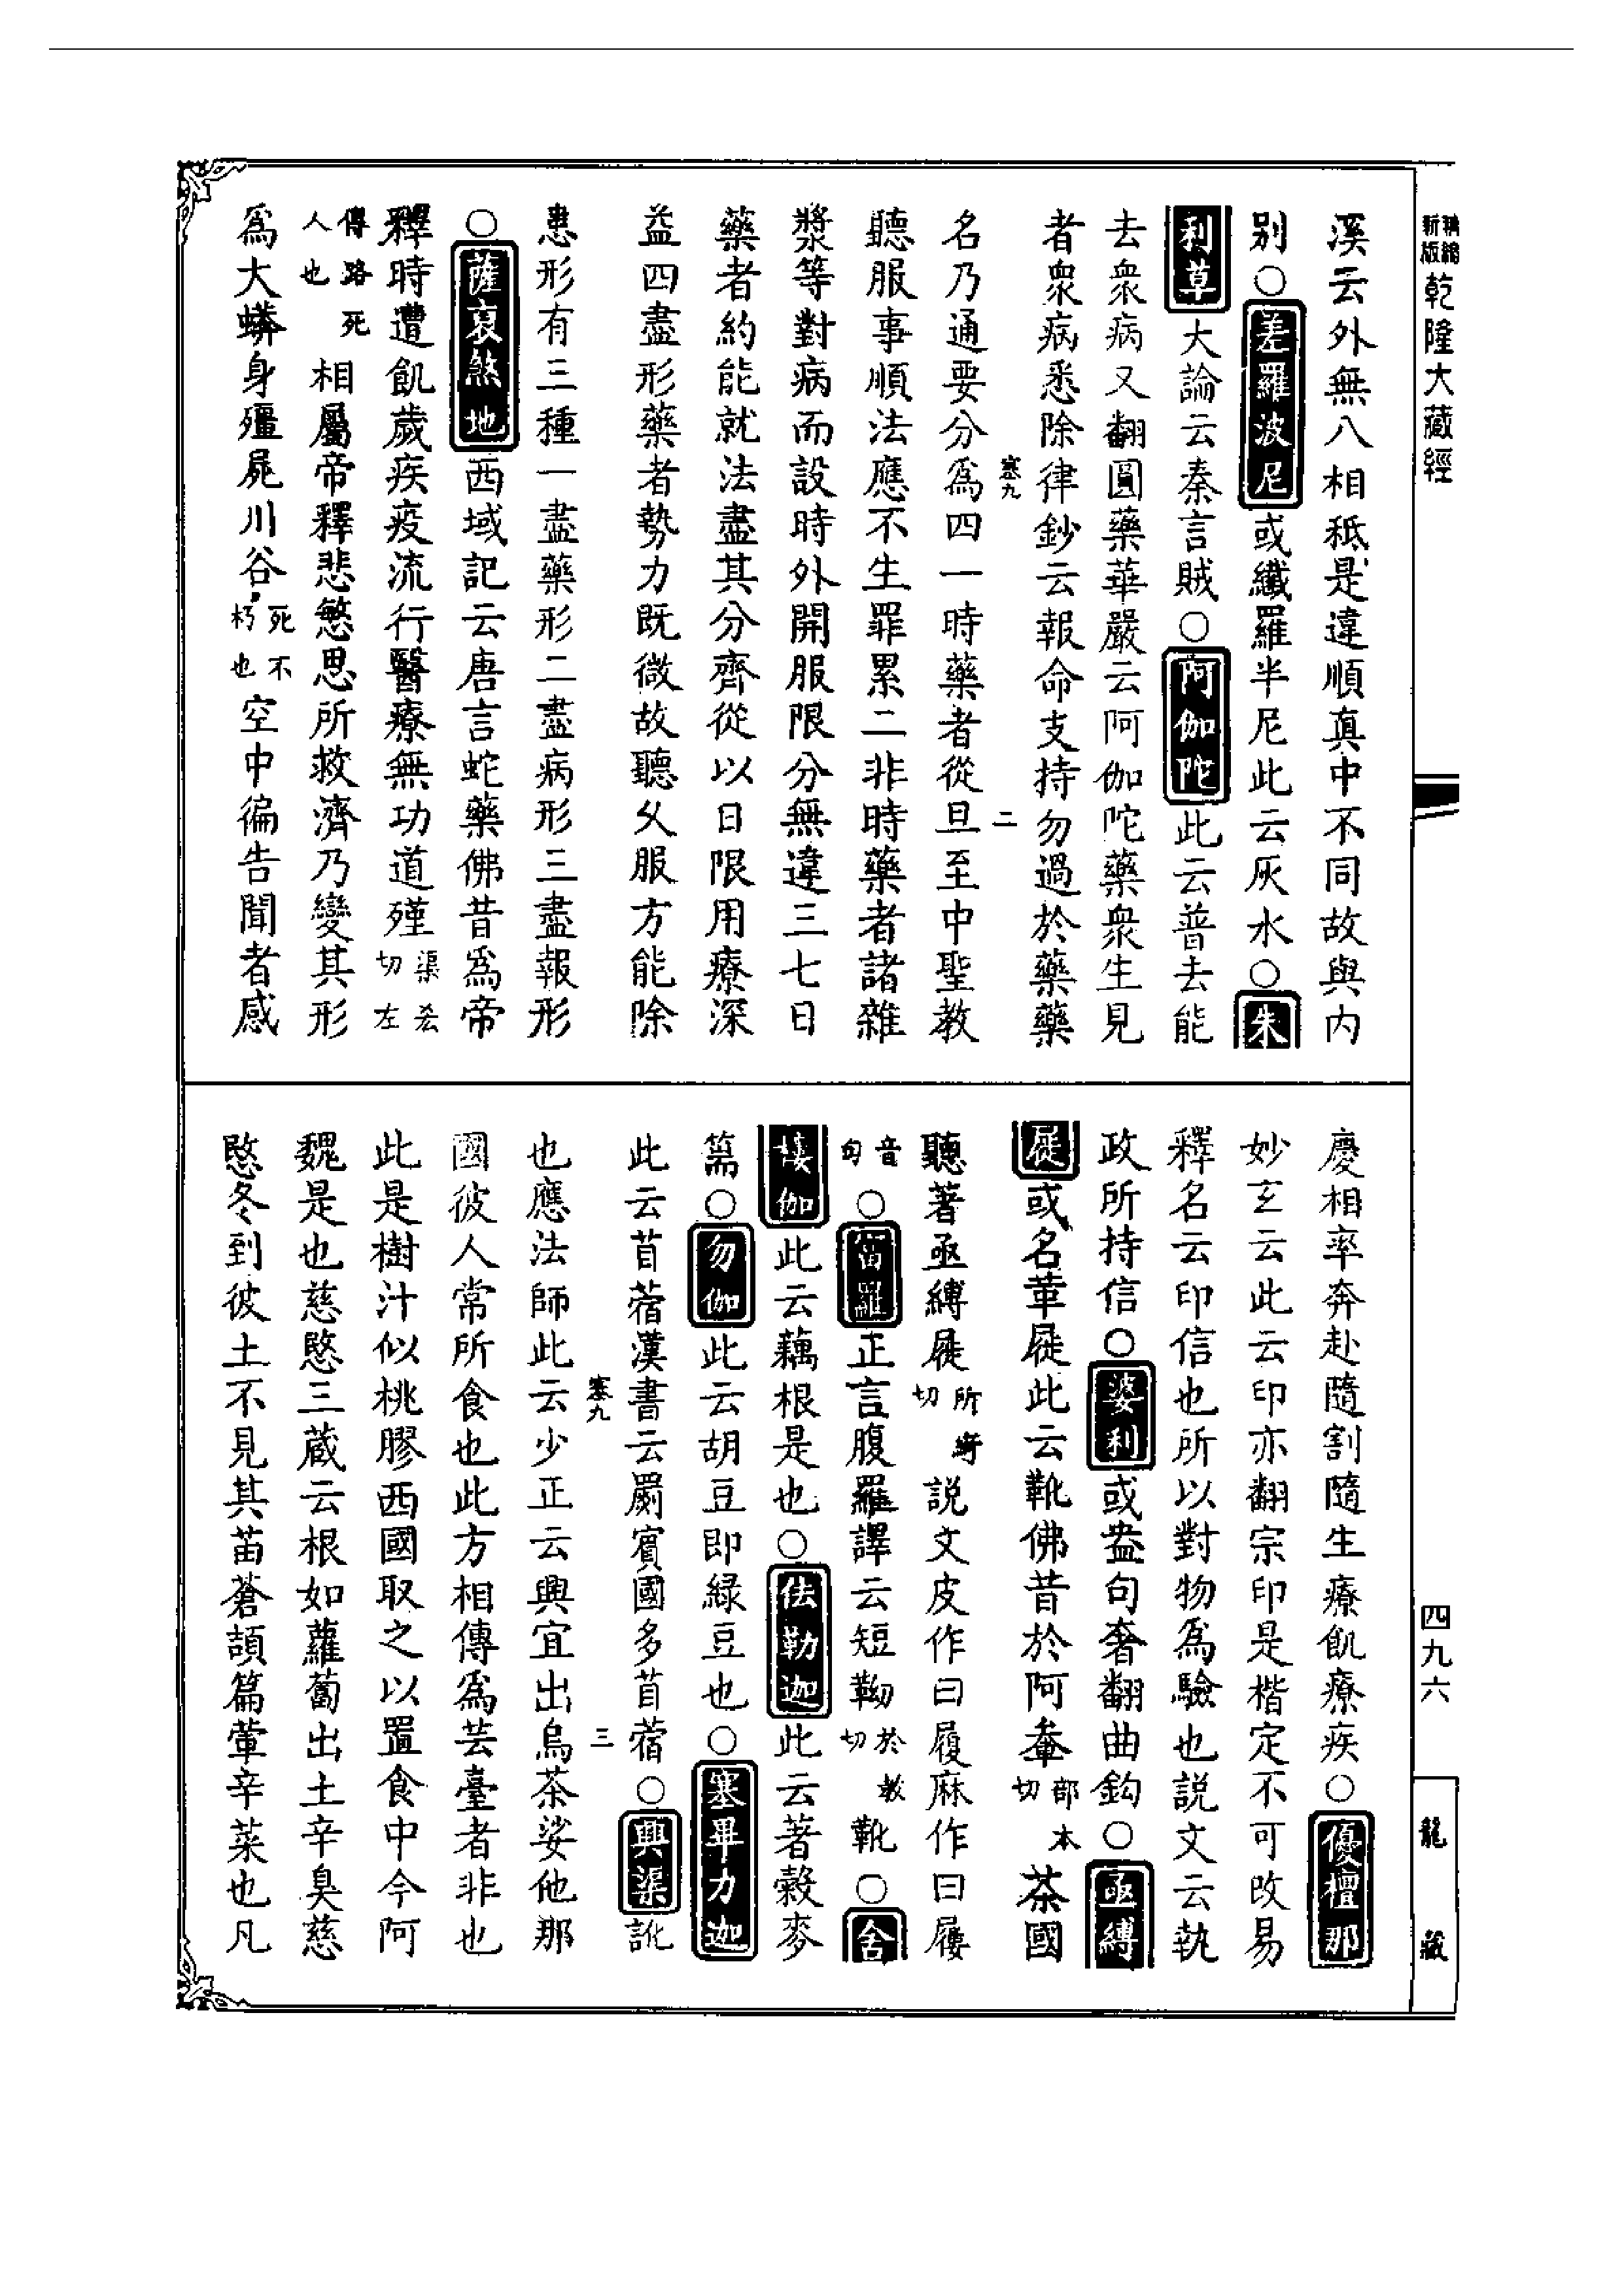 精縮新版乾隆大藏經
溪云外無八相秪是違順真中不同故與內
別○差羅波尼或纖羅半尼此云灰水○朱
利草大論云秦言賊○阿伽陀此云普去能
去衆病又翻圓藥華嚴云阿伽陀藥衆生見
者衆病悉除律鈔云報命支持勿過於藥藥
塞九 二
名乃通要分為四一時藥者從旦至中聖教
聽服事順法應不生罪累二非時藥者諸雜
漿等對病而設時外開服限分無違三七日
藥者約能就法盡其分齊從以日限用療深
益四盡形藥者勢力既微故聽久服方能除
患形有三種一盡藥形二盡病形三盡報形
○薩裒煞地西域記云唐言蛇藥佛昔爲帝
釋時遭飢歲疾疫流行醫療無功道殣渠吝切左
傳路死人也相屬帝釋悲慜思所救濟乃變其形
爲大蟒身殭屍川谷死不朽也空中徧告聞者感
慶相率奔赴隨割隨生療飢療疾○優檀那
妙玄云此云印亦翻宗印是楷定不可改易
釋名云印信也所以對物爲驗也說文云執
政所持信○婆利或盎句奢翻曲鈎○亟縛
屣或名葷屣此云靴佛昔於阿軬部本切茶國
聽著亟縛屣所寄切說文皮作曰履麻作曰屨
音句○富羅正言腹羅譯云短靿於敎切靴○舍
樓伽此云藕根是也○佉勒迦此云著穀麥
篅○勿伽此云胡豆即綠豆也○塞畢力迦
此云苜蓿漢書云罽賓國多苜蓿○興渠訛
塞九 三
也應法師此云少正云興宜出烏荼娑他那
國彼人常所食也此方相傳爲芸臺者非也
此是樹汁似桃膠西國取之以置食中今阿
魏是也慈愍三藏云根如蘿蔔出土辛臭慈
愍冬到彼土不見其苗蒼頡篇葷辛菜也凡
四九六
龍藏